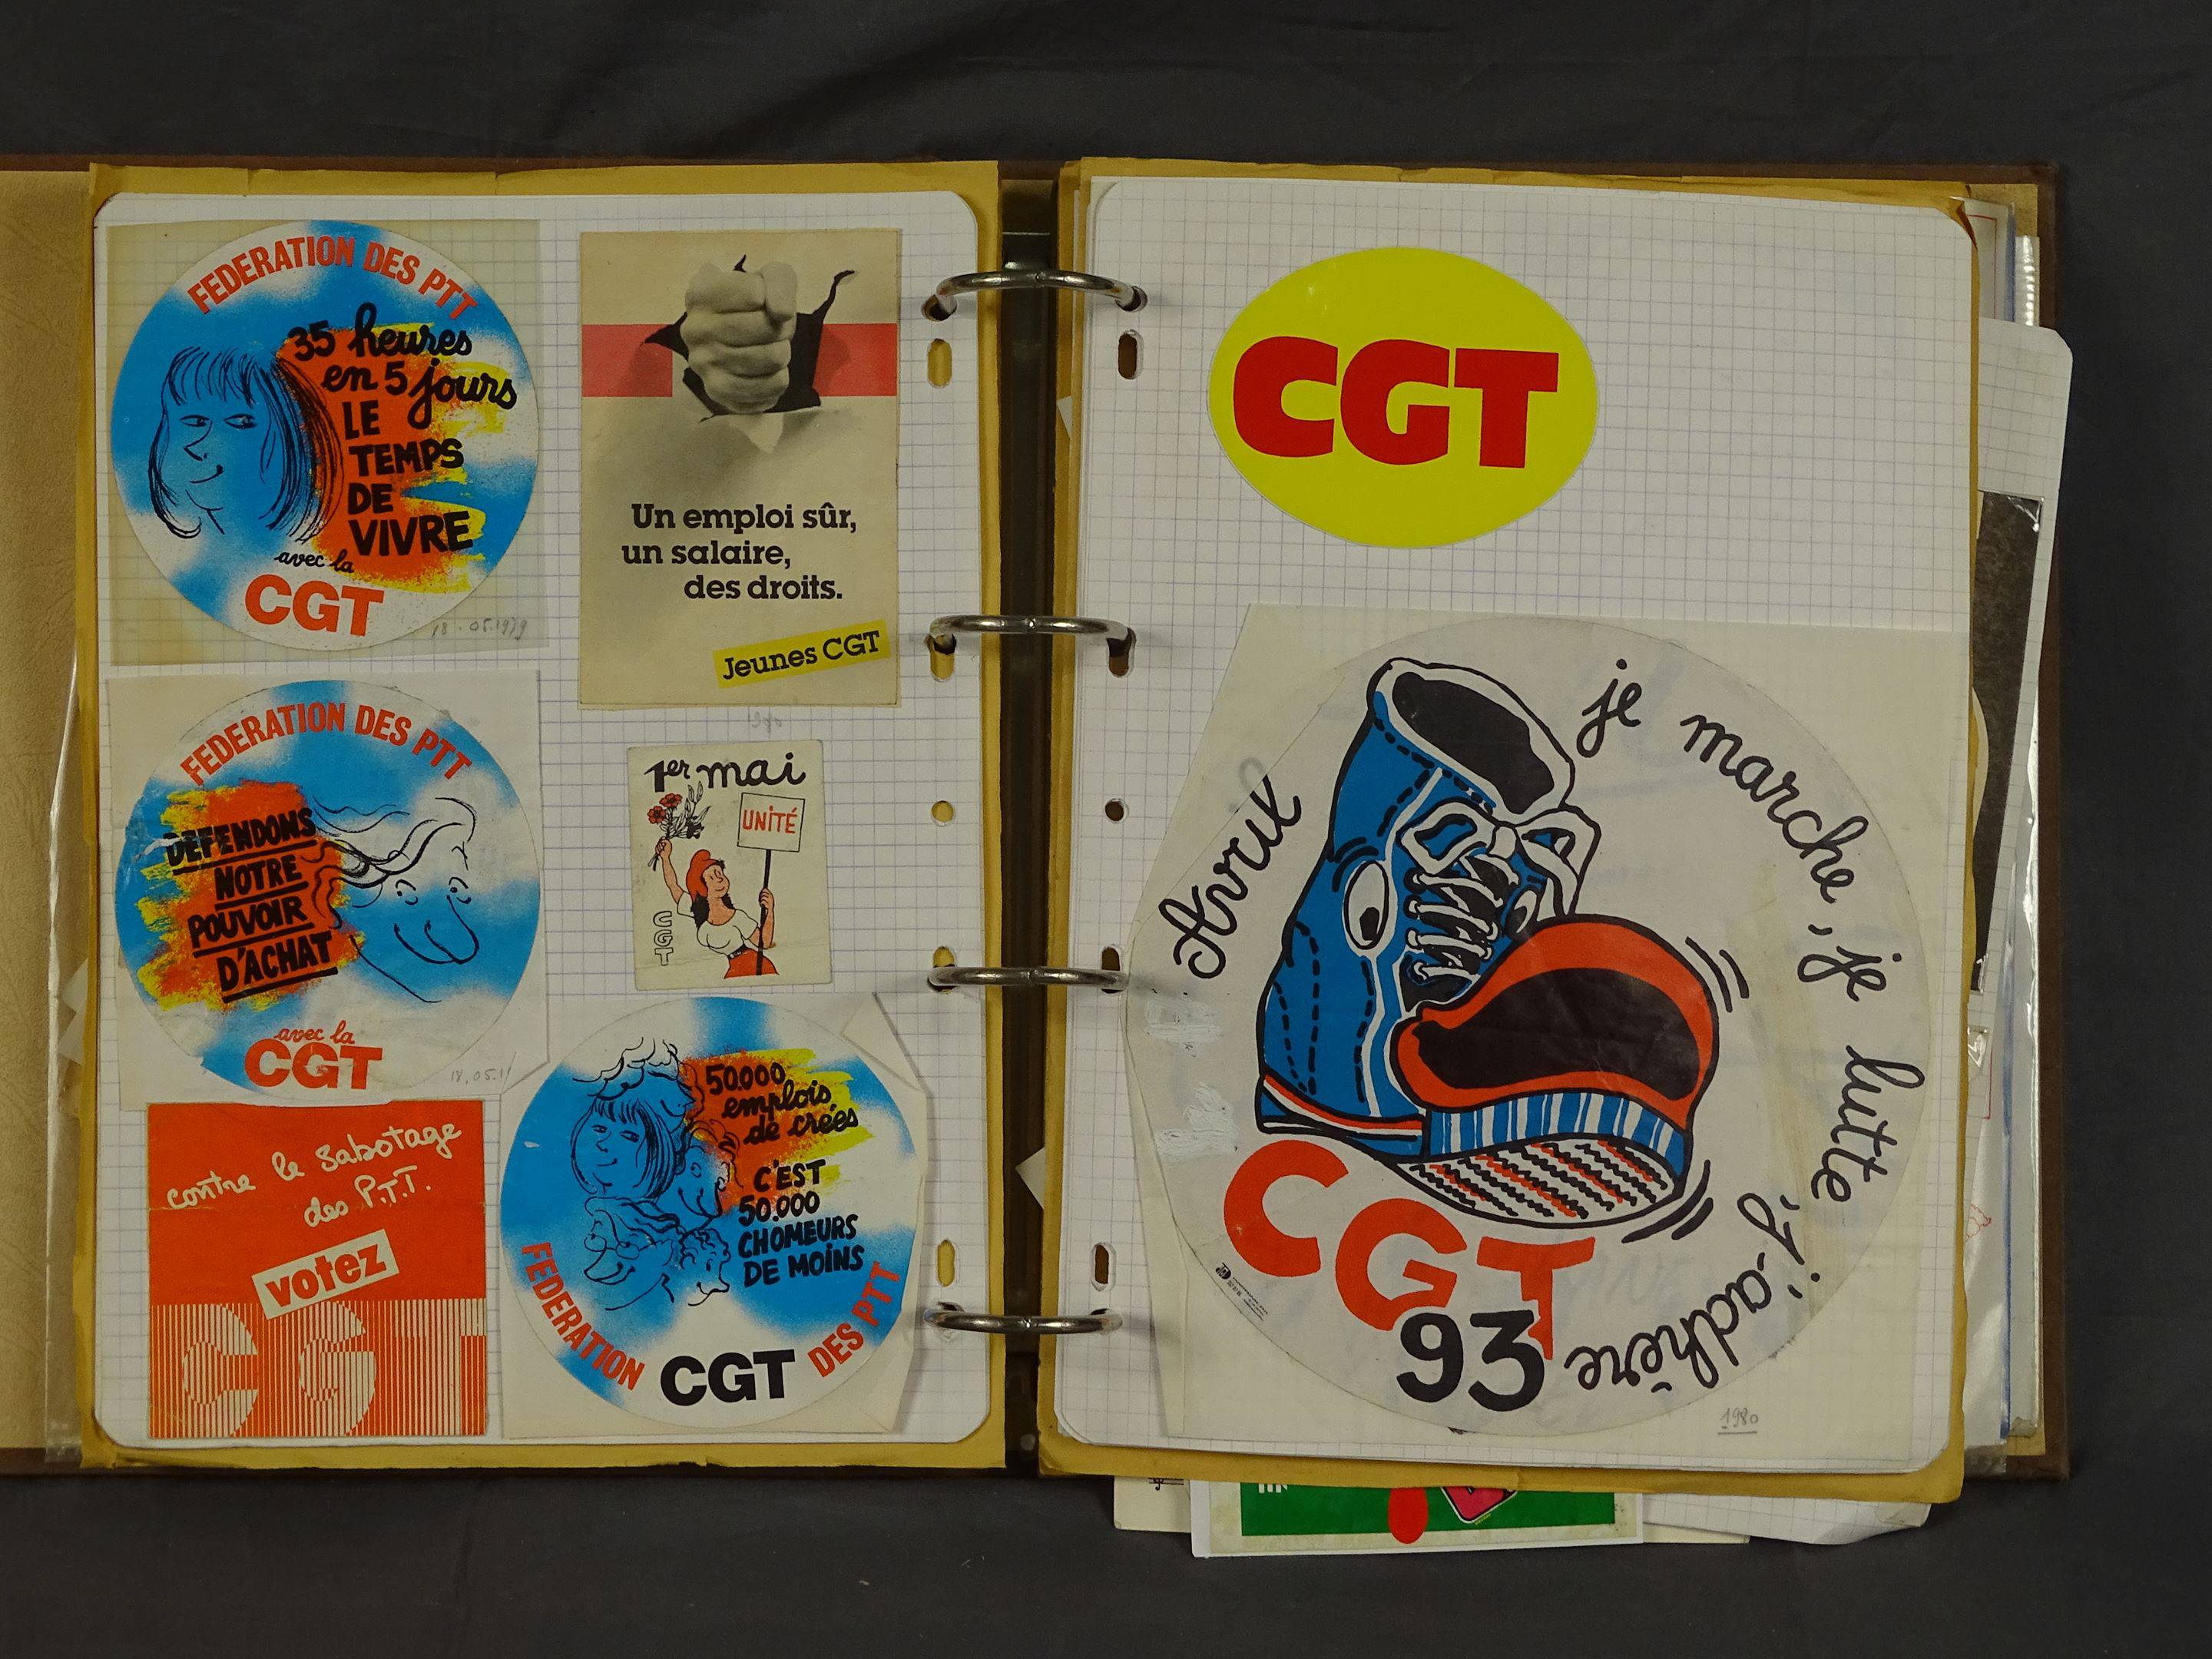 FEDERATION DES PTT
35 heures
en 5 jours
LE
TEMPS
DE
VIVRE
avec la
CGT
18.05.1979
Un emploi sûr,
un salaire,
des droits.
Jeunes CGT
FEDERATION DES PTT
DEFENDONS
NOTRE
POUVOIR
D'ACHAT
avec la
CGT
18.05.1
1er mai
UNITÉ
CGT
contre le sabotage
des P.T.T.
votez
CGT
50.000
emplois
de créés
C'EST
50.000
CHOMEURS
DE MOINS
FEDERATION DES PTT
CGT
CGT
Avril
je marche, je lutte
j'adhère
CGT
93
1980